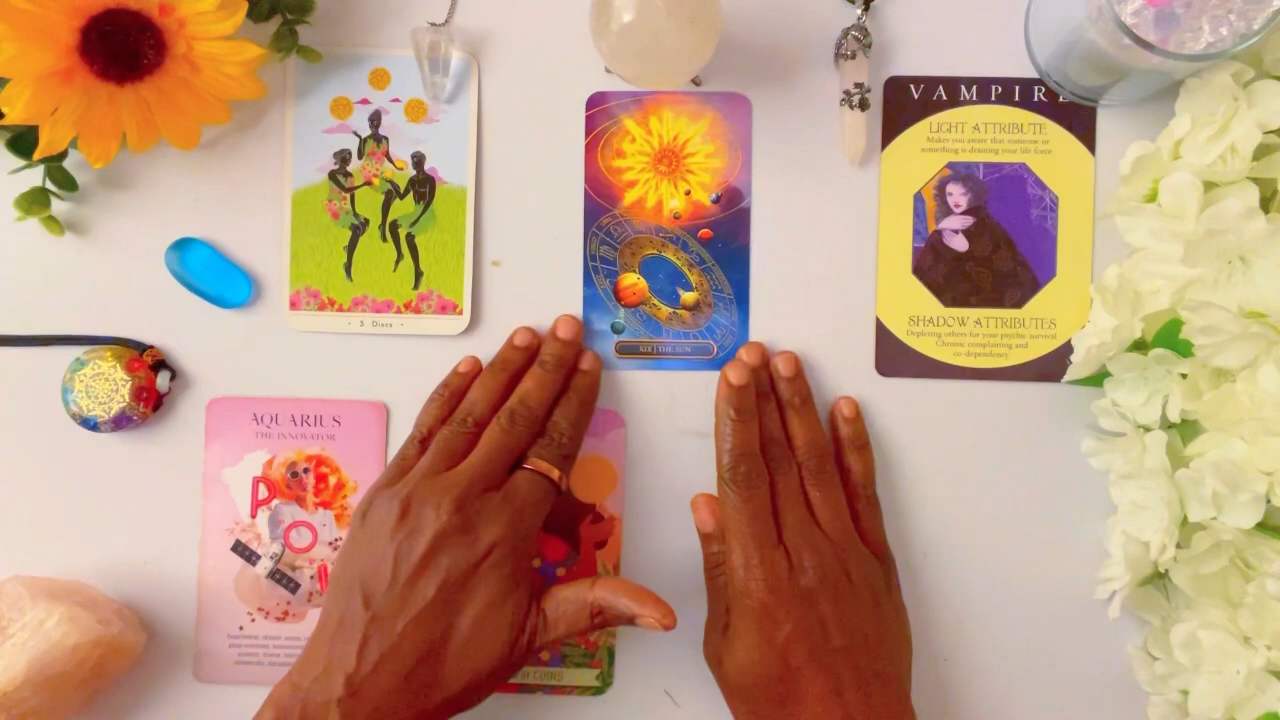 • 3 Discs •
XIX | THE SUN
VAMPIRE
LIGHT ATTRIBUTE
Makes you aware that someone or
something is draining your life force.
SHADOW ATTRIBUTES
Depleting others for your psychic survival
Chronic complaining and
co-dependency.
AQUARIUS
THE INNOVATOR
P
O
COINS